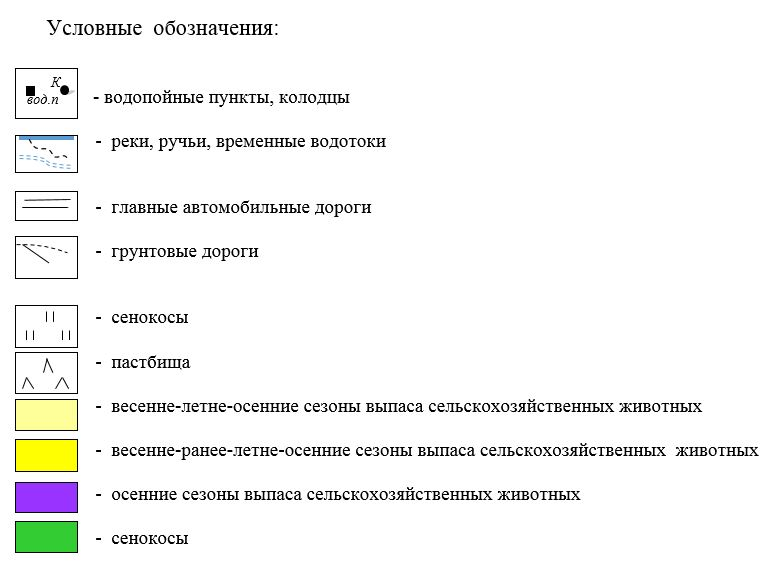 Условные обозначения:
К
вод.п
- водопойные пункты, колодцы
- реки, ручьи, временные водотоки
- главные автомобильные дороги
- грунтовые дороги
- сенокосы
- пастбища
- весенне-летне-осенние сезоны выпаса сельскохозяйственных животных
- весенне-ранее-летне-осенние сезоны выпаса сельскохозяйственных животных
- осенние сезоны выпаса сельскохозяйственных животных
- сенокосы